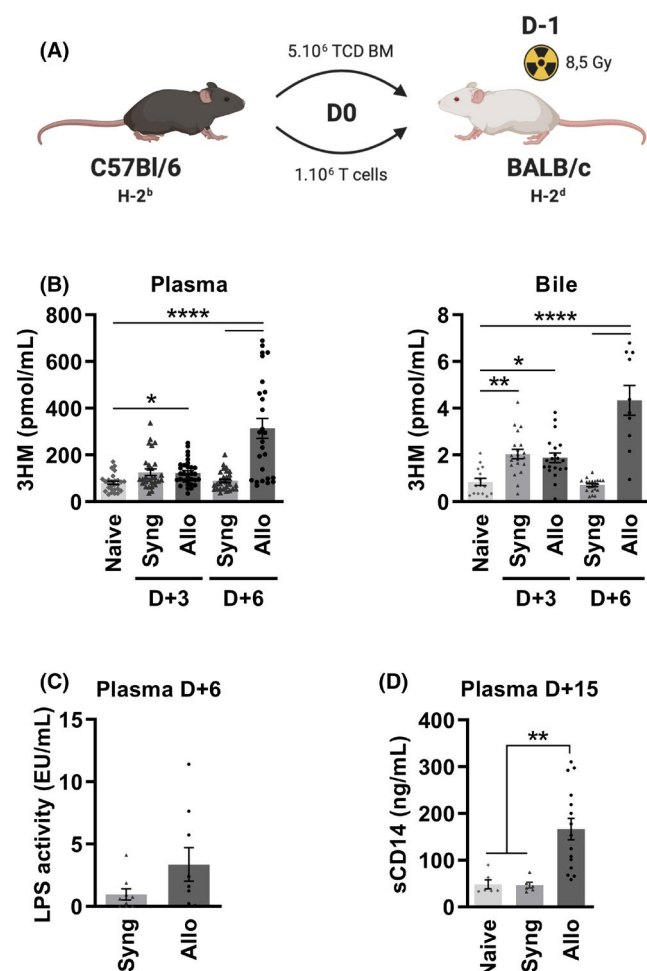 (A)
D-1
5.10⁶ TCD BM
8,5 Gy
D0
C57Bl/6
H-2ᵇ
1.10⁶ T cells
BALB/c
H-2ᵈ
(B)
Plasma
3HM (pmol/mL)
800
600
400
200
0
****
*
Naive
Syng
Allo
Syng
Allo
D+3
D+6
Bile
3HM (pmol/mL)
8
6
4
2
0
****
*
**
Naive
Syng
Allo
Syng
Allo
D+3
D+6
(C)
Plasma D+6
LPS activity (EU/mL)
15
10
5
0
Syng
Allo
(D)
Plasma D+15
sCD14 (ng/mL)
400
300
200
100
0
**
Naive
Syng
Allo